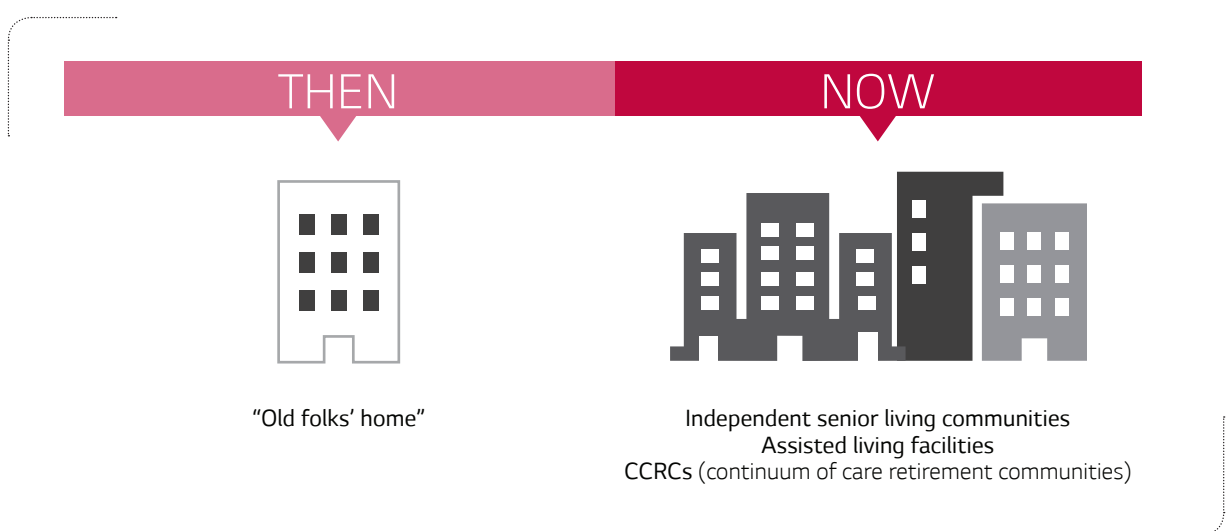 THEN
NOW
“Old folks’ home”
Independent senior living communities
Assisted living facilities
CCRCs (continuum of care retirement communities)